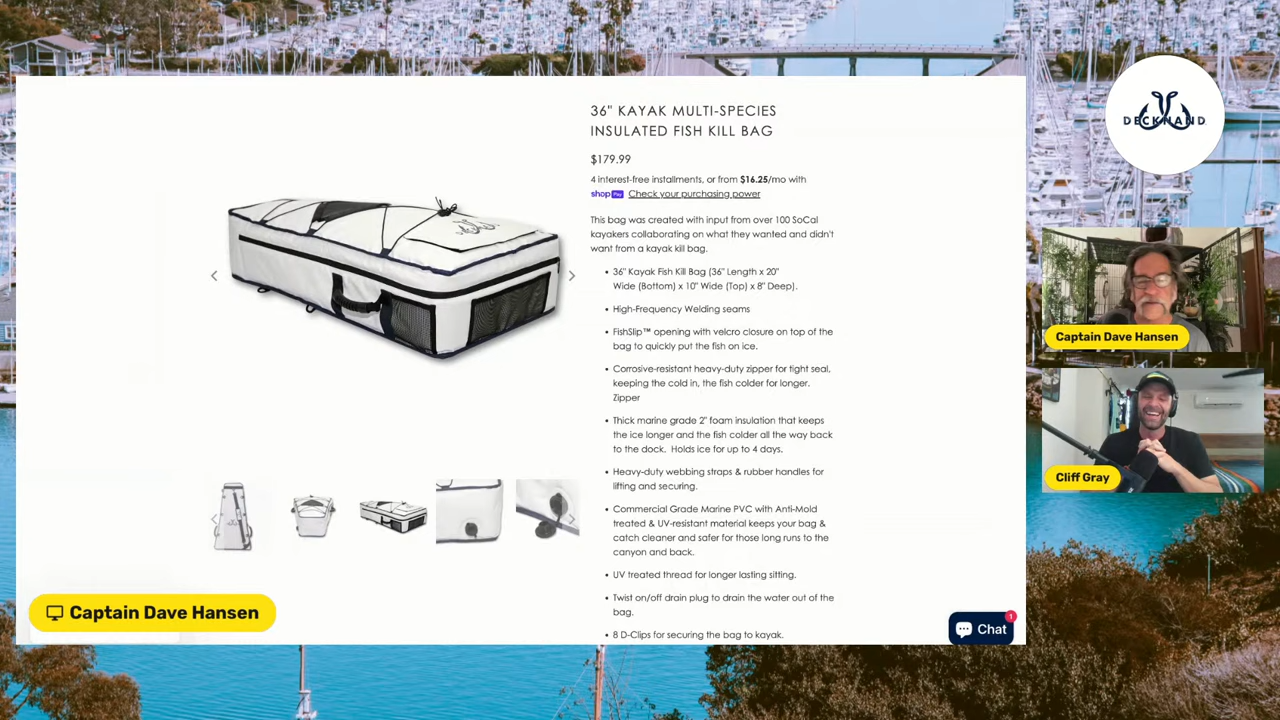 36" KAYAK MULTI-SPECIES
INSULATED FISH KILL BAG
$179.99
4 interest-free installments, or from $16.25/mo with
shop Pay Check your purchasing power
This bag was created with input from over 100 SoCal
kayakers collaborating on what they wanted and didn't
want from a kayak kill bag.
• 36" Kayak Fish Kill Bag (36" Length x 20"
Wide (Bottom) x 10" Wide (Top) x 8" Deep).
• High-Frequency Welding seams
• FishSlip™ opening with velcro closure on top of the
bag to quickly put the fish on ice.
• Corrosive-resistant heavy-duty zipper for tight seal,
keeping the cold in, the fish colder for longer.
Zipper
• Thick marine grade 2" foam insulation that keeps
the ice longer and the fish colder all the way back
to the dock. Holds ice for up to 4 days.
• Heavy-duty webbing straps & rubber handles for
lifting and securing.
• Commercial Grade Marine PVC with Anti-Mold
treated & UV-resistant material keeps your bag &
catch cleaner and safer for those long runs to the
canyon and back.
• UV treated thread for longer lasting sitting.
• Twist on/off drain plug to drain the water out of the
bag.
• 8 D-Clips for securing the bag to kayak.
Captain Dave Hansen
1
Chat
DECKHAND
Captain Dave Hansen
Cliff Gray